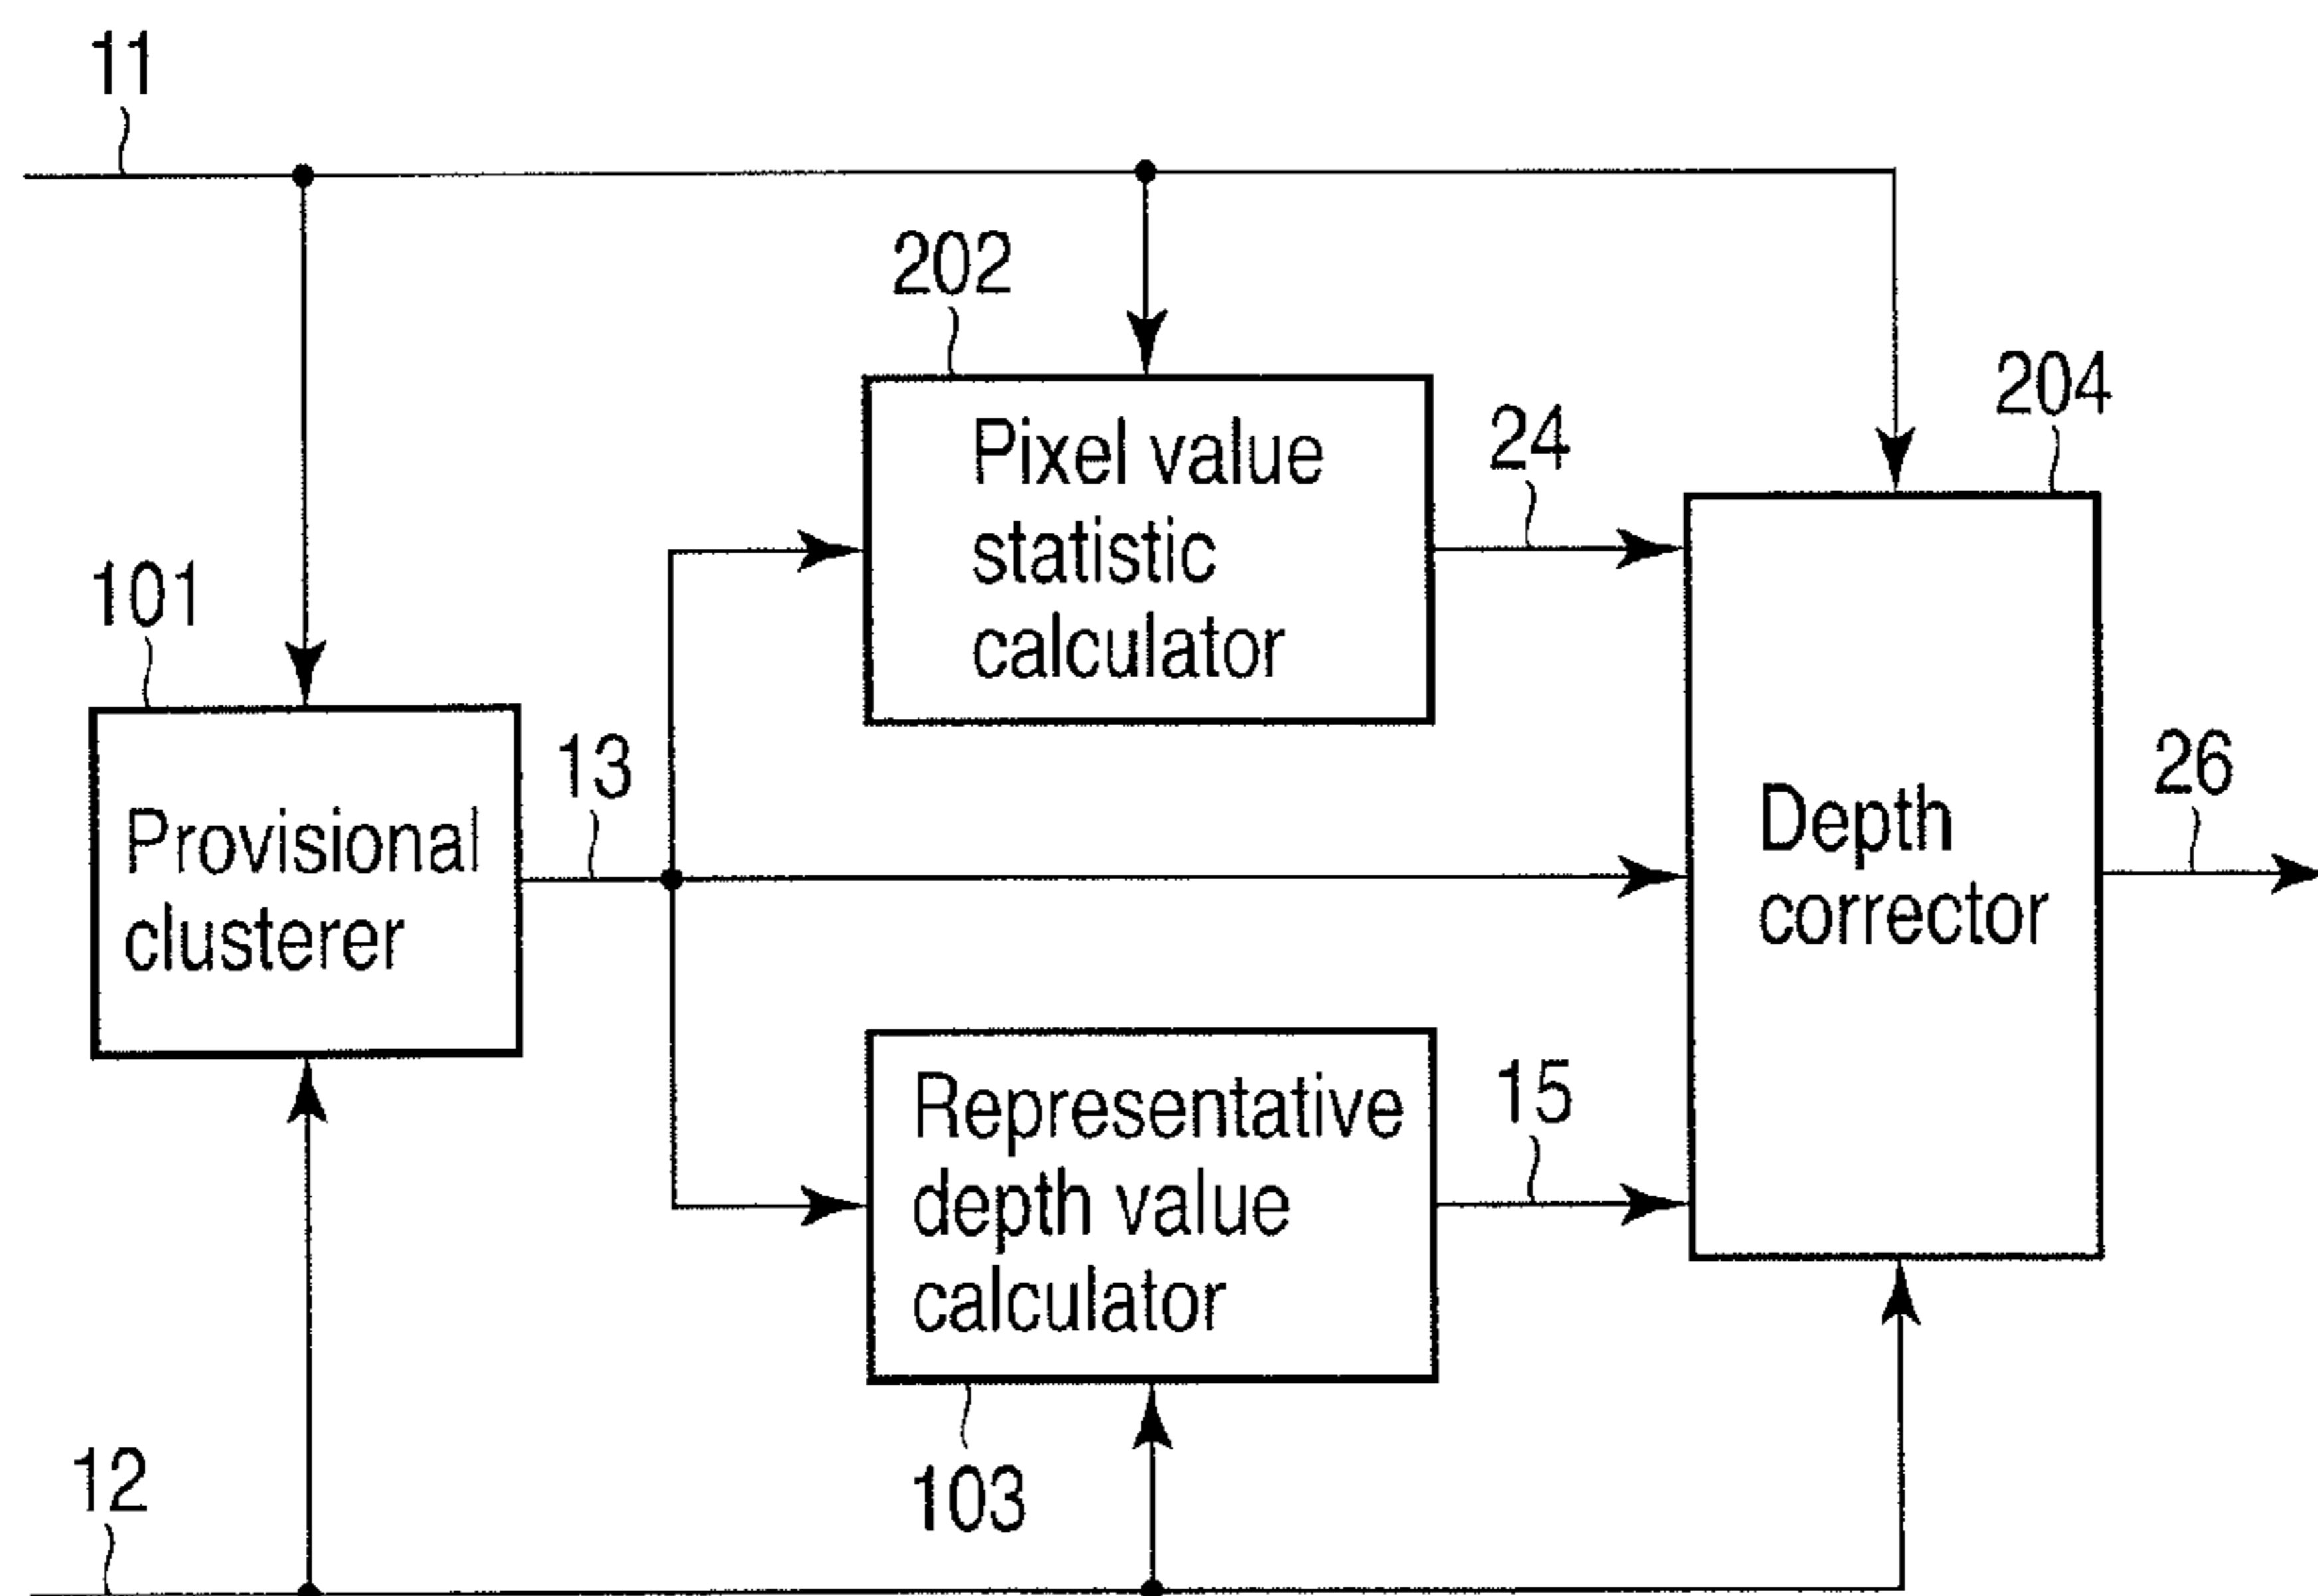 11
202
Pixel value
statistic
calculator
24
204
101
Provisional
clusterer
13
Depth
corrector
26
Representative
depth value
calculator
15
103
12